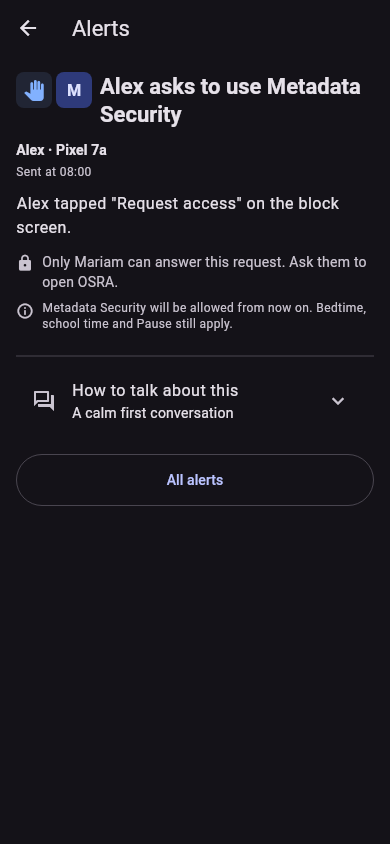 Alerts
M
Alex asks to use Metadata
Security
Alex · Pixel 7a
Sent at 08:00
Alex tapped "Request access" on the block
screen.
Only Mariam can answer this request. Ask them to
open OSRA.
Metadata Security will be allowed from now on. Bedtime,
school time and Pause still apply.
How to talk about this
A calm first conversation
All alerts